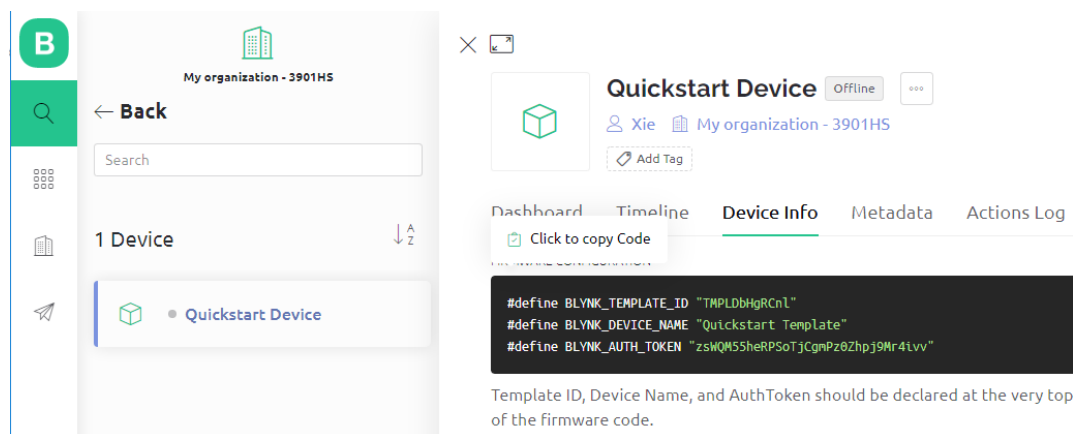 B
My organization - 3901HS
← Back
Search
1 Device
A
Z
Quickstart Device
Quickstart Device Offline
Xie My organization - 3901HS
Add Tag
Dashboard Timeline Device Info Metadata Actions Log
Click to copy Code
#define BLYNK_TEMPLATE_ID "TMPLDbHgRCnl"
#define BLYNK_DEVICE_NAME "Quickstart Template"
#define BLYNK_AUTH_TOKEN "zsWQM55heRPSoTjCgmPz0Zhpj9Mr4ivv"
Template ID, Device Name, and AuthToken should be declared at the very top
of the firmware code.